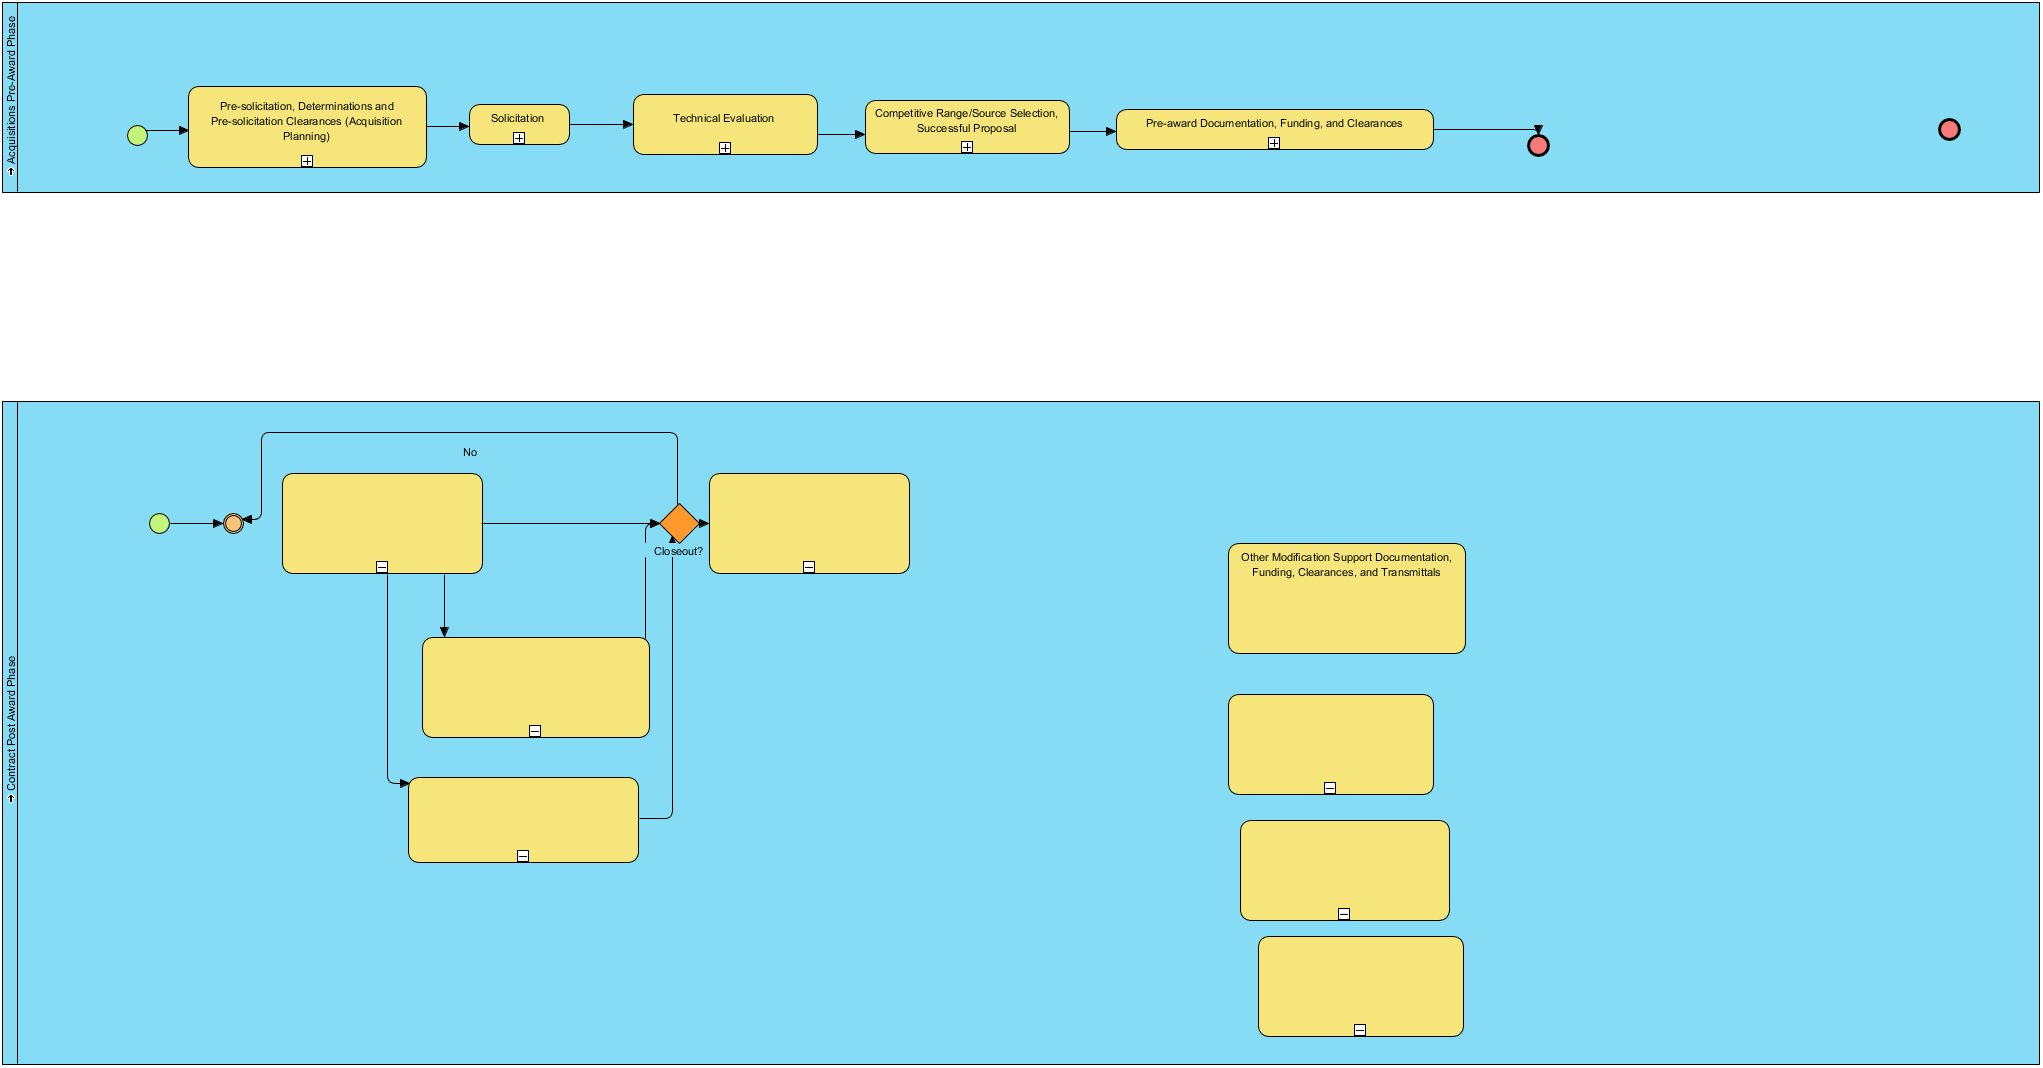 Acquisitions Pre-Award Phase
Pre-solicitation, Determinations and
Pre-solicitation Clearances (Acquisition
Planning)
Solicitation
Technical Evaluation
Competitive Range/Source Selection,
Successful Proposal
Pre-award Documentation, Funding, and Clearances
Contract Post Award Phase
No
Closeout?
Other Modification Support Documentation,
Funding, Clearances, and Transmittals